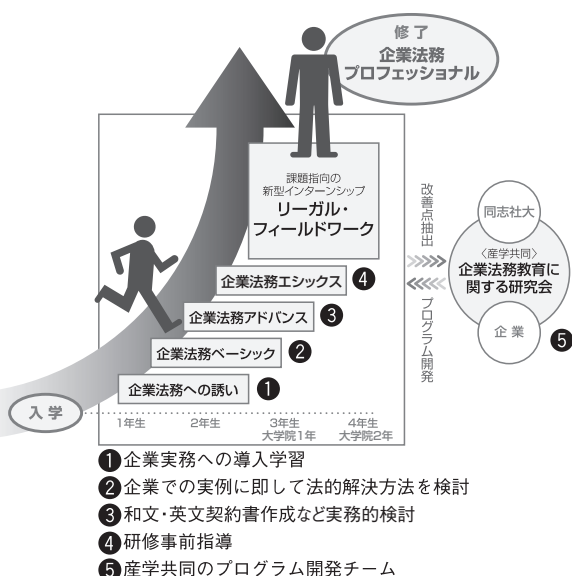 修了
企業法務
プロフェッショナル
課題指向の
新型インターンシップ
リーガル・
フィールドワーク
企業法務エシックス ❹
企業法務アドバンス ❸
企業法務ベーシック ❷
企業法務への誘い ❶
入学
1年生 2年生 3年生 4年生
大学院1年 大学院2年
改善点抽出
プログラム開発
同志社大
〈産学共同〉
企業法務教育に
関する研究会
企業
❺
❶企業実務への導入学習
❷企業での実例に即して法的解決方法を検討
❸和文・英文契約書作成など実務的検討
❹研修事前指導
❺産学共同のプログラム開発チーム